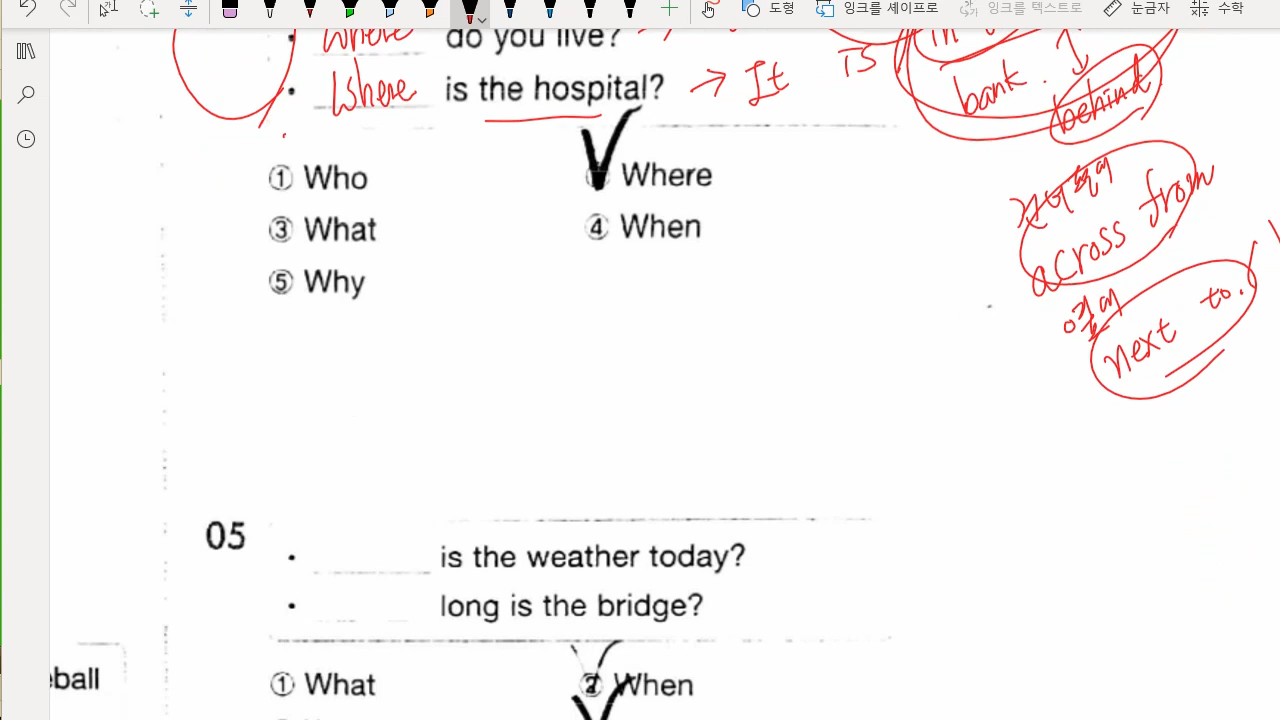 도형 잉크를 셰이프로 잉크를 텍스트로 눈금자 수학
Where do you live? →
Where is the hospital? → It is in
bank.
behind
① Who Where
③ What ④ When
⑤ Why
건너편에
across from
옆에
next to.
05
• is the weather today?
• long is the bridge?
eball
① What ② When